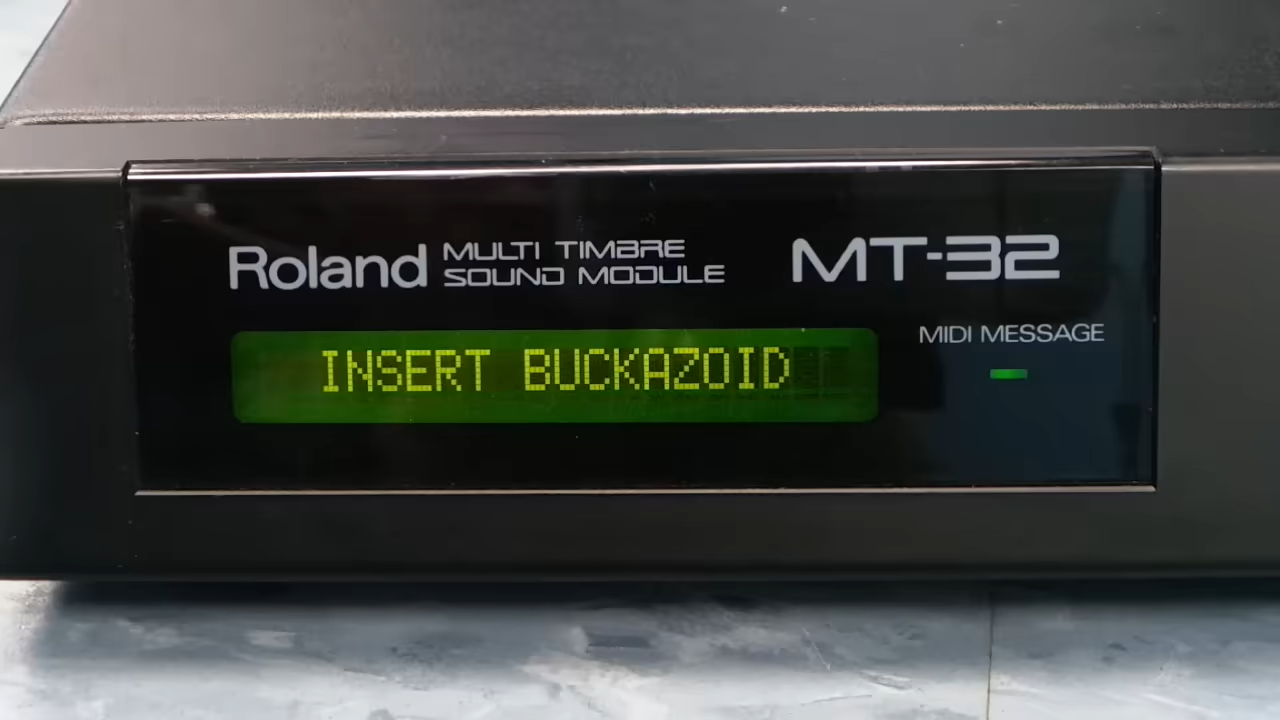 Roland MULTI TIMBRE SOUND MODULE MT-32
MIDI MESSAGE
INSERT BUCKAZOID